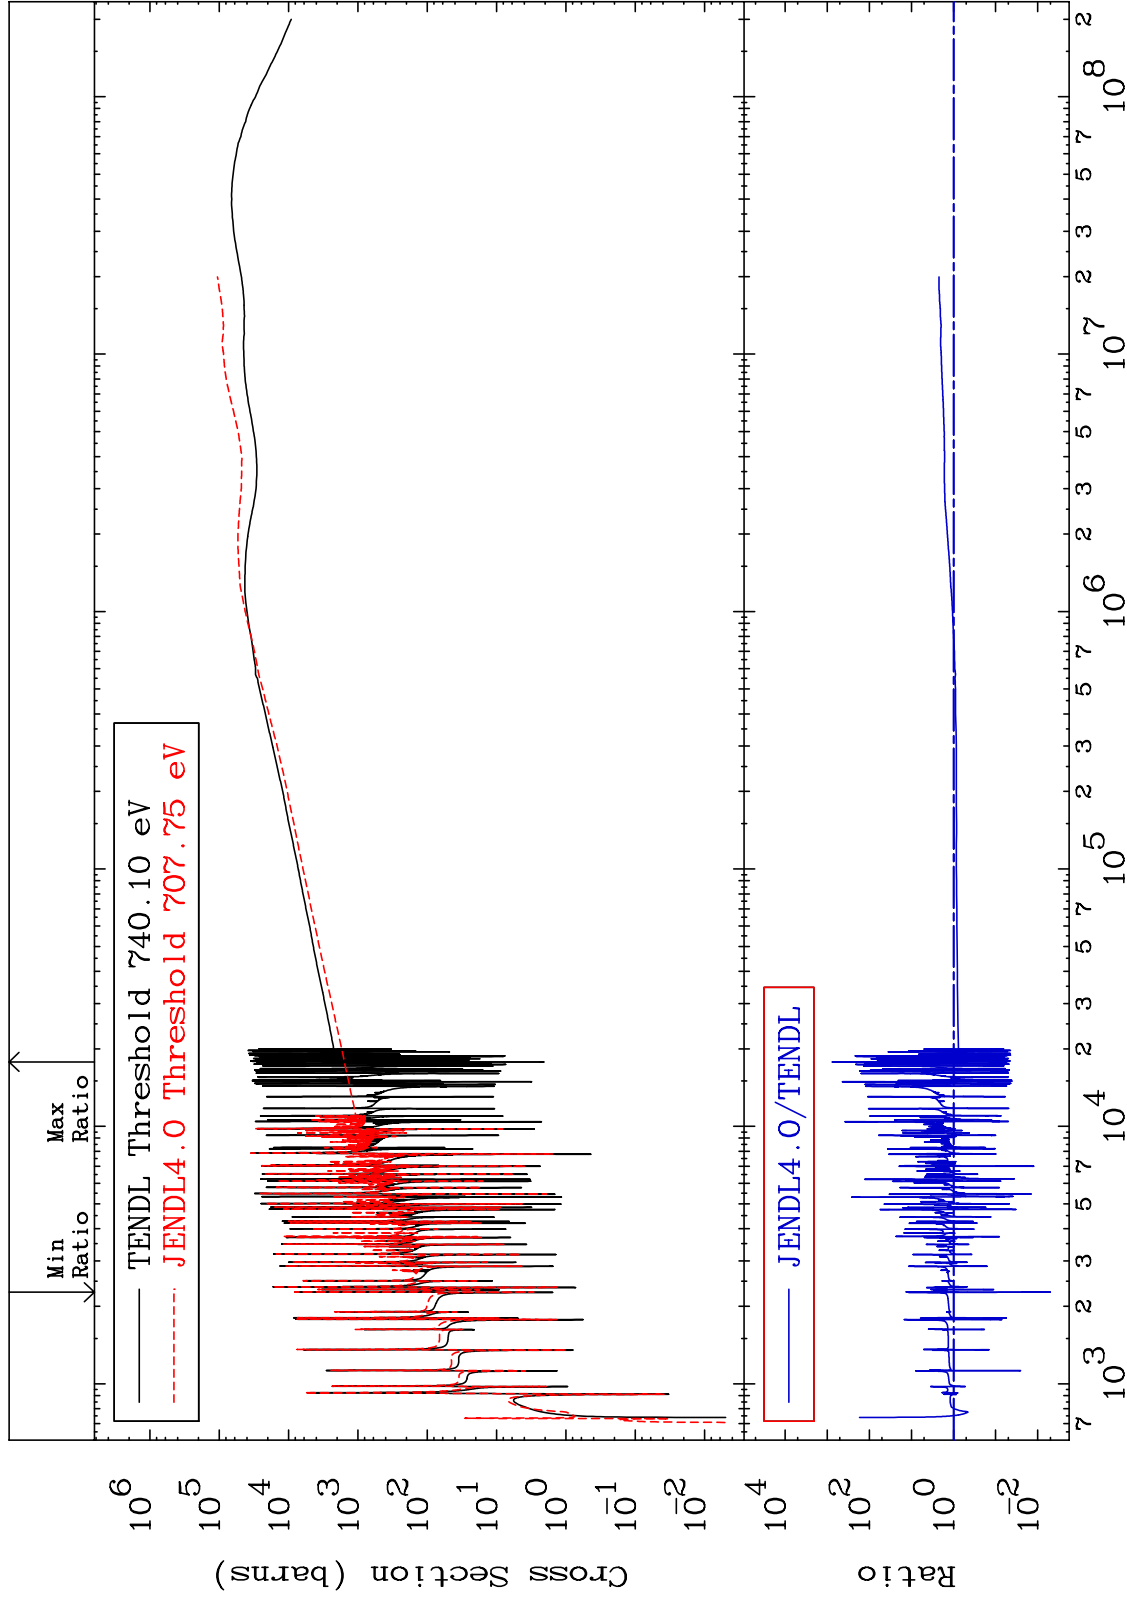 Min
Ratio
Max
Ratio
TENDL Threshold 740.10 eV
JENDL4.0 Threshold 707.75 eV
10^6
10^5
10^4
10^3
10^2
10^1
10^0
10^-1
10^-2
Cross Section (barns)
JENDL4.0/TENDL
10^4
10^2
10^0
10^-2
Ratio
7 10^3 2 3 5 7 10^4 2 3 5 7 10^5 2 3 5 7 10^6 2 3 5 7 10^7 2 3 5 7 10^8 2